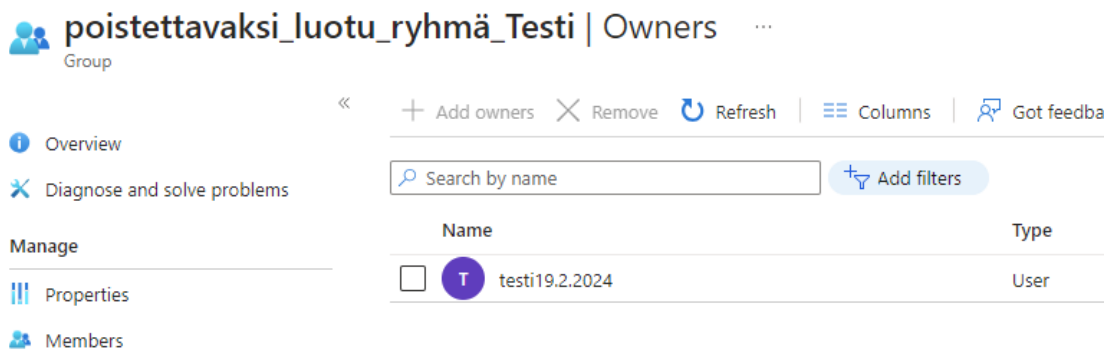 poistettavaksi_luotu_ryhmä_Testi | Owners ...
Group
«
Add owners Remove Refresh Columns Got feedba
Overview
Diagnose and solve problems
Search by name
Add filters
Manage
Name Type
T testi19.2.2024 User
Properties
Members